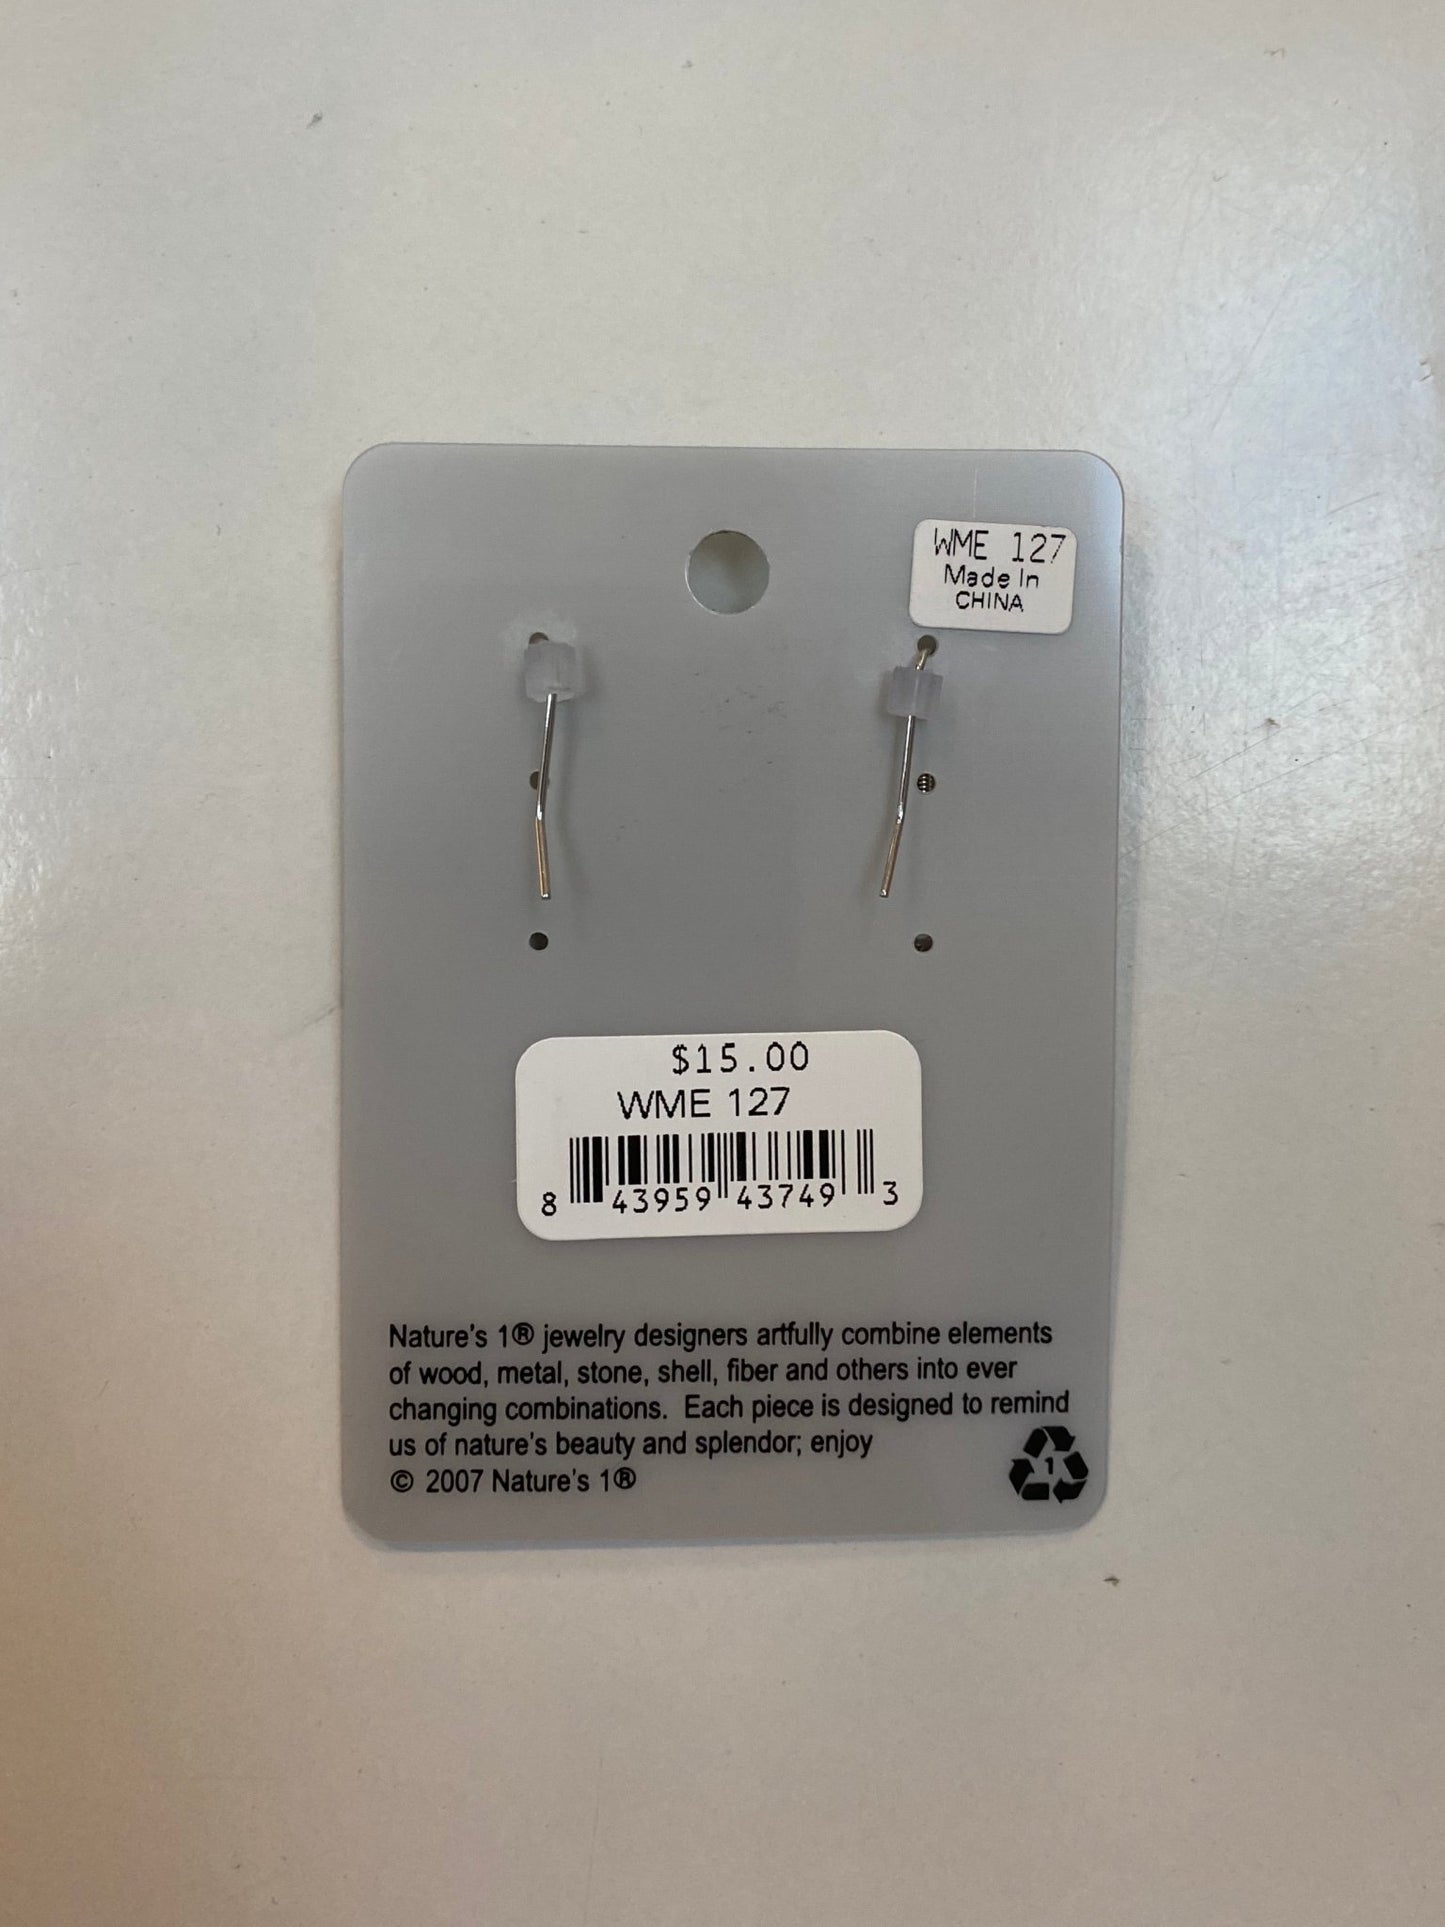 WME 127
Made In
CHINA
$15.00
WME 127
8 43959 43749 3
Nature's 1® jewelry designers artfully combine elements
of wood, metal, stone, shell, fiber and others into ever
changing combinations.  Each piece is designed to remind
us of nature's beauty and splendor; enjoy
© 2007 Nature's 1®
1